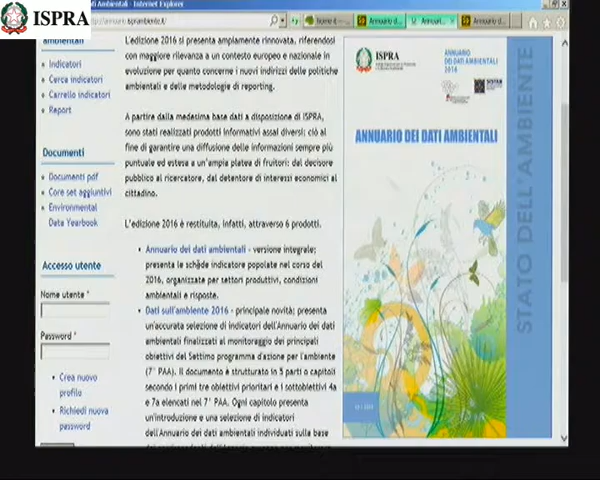 ISPRA
Dati Ambientali
Internet Explorer
annuario.isprambiente.it/
Annuario d...
Annuario d...
ambientali
Indicatori
Cerca indicatori
Carrello indicatori
Report
Documenti
Documenti pdf
Core set aggiuntivi
Environmental
Data Yearbook
Accesso utente
Nome utente *
Password *
Crea nuovo
profilo
Richiedi nuova
password
L'edizione 2016 si presenta ampiamente rinnovata, riferendosi
con maggiore rilevanza a un contesto europeo e nazionale in
evoluzione per quanto concerne i nuovi indirizzi delle politiche
ambientali e delle metodologie di reporting.
A partire dalla medesima base dati a disposizione di ISPRA,
sono stati realizzati prodotti informativi assai diversi; ciò al
fine di garantire una diffusione delle informazioni sempre più
puntuale ed estesa a un'ampia platea di fruitori: dal decisore
pubblico al ricercatore, dal detentore di interessi economici al
cittadino.
L'edizione 2016 è restituita, infatti, attraverso 6 prodotti.
Annuario dei dati ambientali - versione integrale;
presenta le schede indicatore popolate nel corso del
2016, organizzate per settori produttivi, condizioni
ambientali e risposte.
Dati sull'ambiente 2016 - principale novità; presenta
un'accurata selezione di indicatori dell'Annuario dei dati
ambientali finalizzati al monitoraggio dei principali
obiettivi del Settimo programma d'azione per l'ambiente
(7° PAA). Il documento è strutturato in 5 parti o capitoli
secondo i primi tre obiettivi prioritari e i sottobiettivi 4a
e 7a elencati nel 7° PAA. Ogni capitolo presenta
un'introduzione e una selezione di indicatori
dell'Annuario dei dati ambientali individuati sulla base
ISPRA
ANNUARIO
DEI DATI AMBIENTALI
ANNUARIO DEI DATI AMBIENTALI
STATO DELL'AMBIENTE